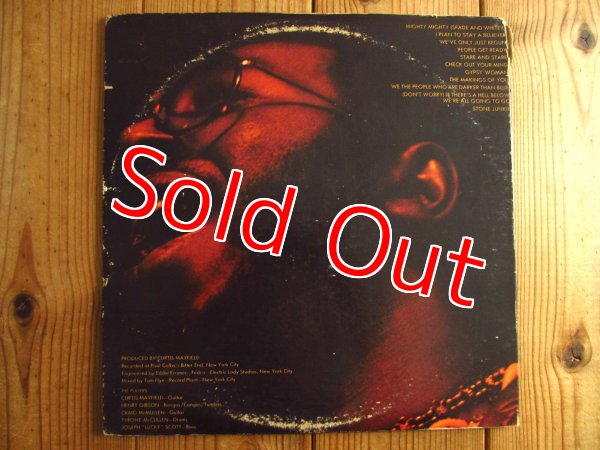 MIGHTY MIGHTY (SPADE AND WHITEY)
I PLAN TO STAY A BELIEVER
WE'VE ONLY JUST BEGUN
PEOPLE GET READY
STARE AND STARE
CHECK OUT YOUR MIND
GYPSY WOMAN
THE MAKINGS OF YOU
WE THE PEOPLE WHO ARE DARKER THAN BLUE
(DON'T WORRY) IF THERE'S A HELL BELOW
WE'RE ALL GOING TO GO
STONE JUNKIE
Sold Out
PRODUCED BY CURTIS MAYFIELD
Recorded at Paul Colby's Bitter End, New York City
Engineered by Eddie Kramer, Fedco - Electric Lady Studios, New York City
Mixed by Tom Flye - Record Plant - New York City
THE PLAYERS
CURTIS MAYFIELD - Guitar
HENRY GIBSON - Bongos/Congas/Tumbas
CRAIG McMULLEN - Guitar
TYRONE McCULLEN - Drums
JOSEPH "LUCKY" SCOTT - Bass